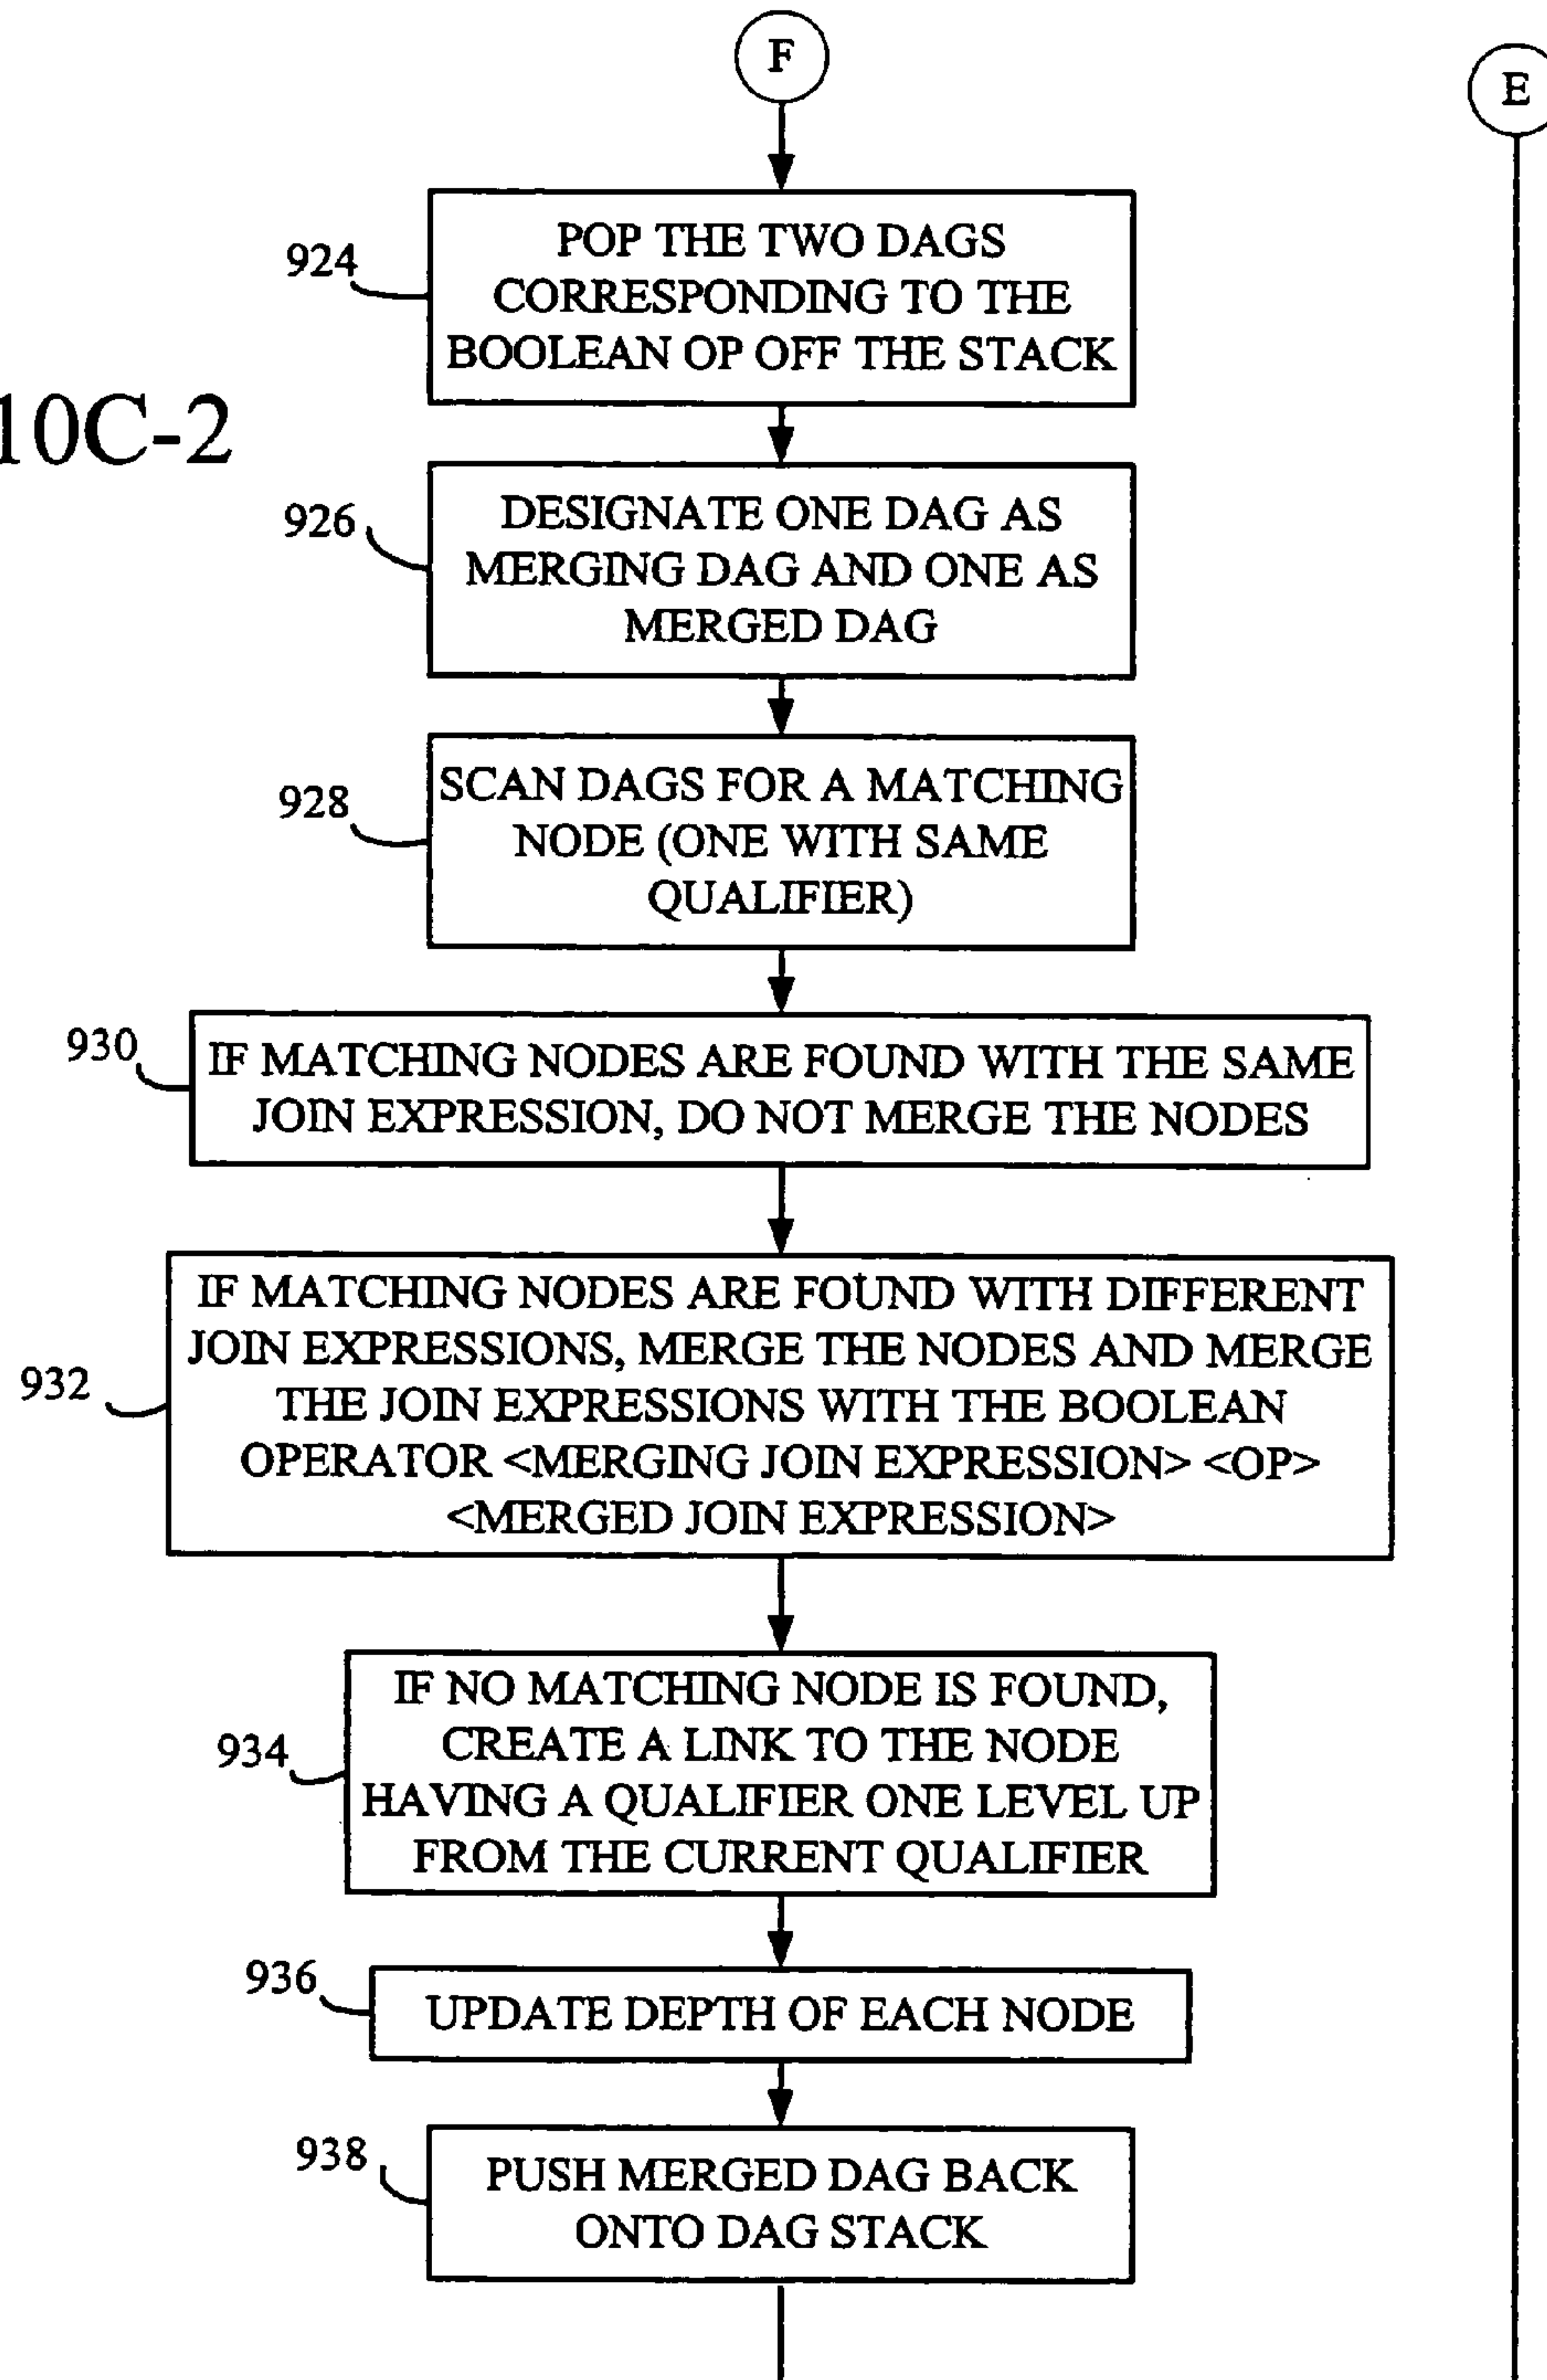 F
E
924
POP THE TWO DAGS
CORRESPONDING TO THE
BOOLEAN OP OFF THE STACK
10C-2
926
DESIGNATE ONE DAG AS
MERGING DAG AND ONE AS
MERGED DAG
928
SCAN DAGS FOR A MATCHING
NODE (ONE WITH SAME
QUALIFIER)
930
IF MATCHING NODES ARE FOUND WITH THE SAME
JOIN EXPRESSION, DO NOT MERGE THE NODES
932
IF MATCHING NODES ARE FOUND WITH DIFFERENT
JOIN EXPRESSIONS, MERGE THE NODES AND MERGE
THE JOIN EXPRESSIONS WITH THE BOOLEAN
OPERATOR <MERGING JOIN EXPRESSION> <OP>
<MERGED JOIN EXPRESSION>
934
IF NO MATCHING NODE IS FOUND,
CREATE A LINK TO THE NODE
HAVING A QUALIFIER ONE LEVEL UP
FROM THE CURRENT QUALIFIER
936
UPDATE DEPTH OF EACH NODE
938
PUSH MERGED DAG BACK
ONTO DAG STACK